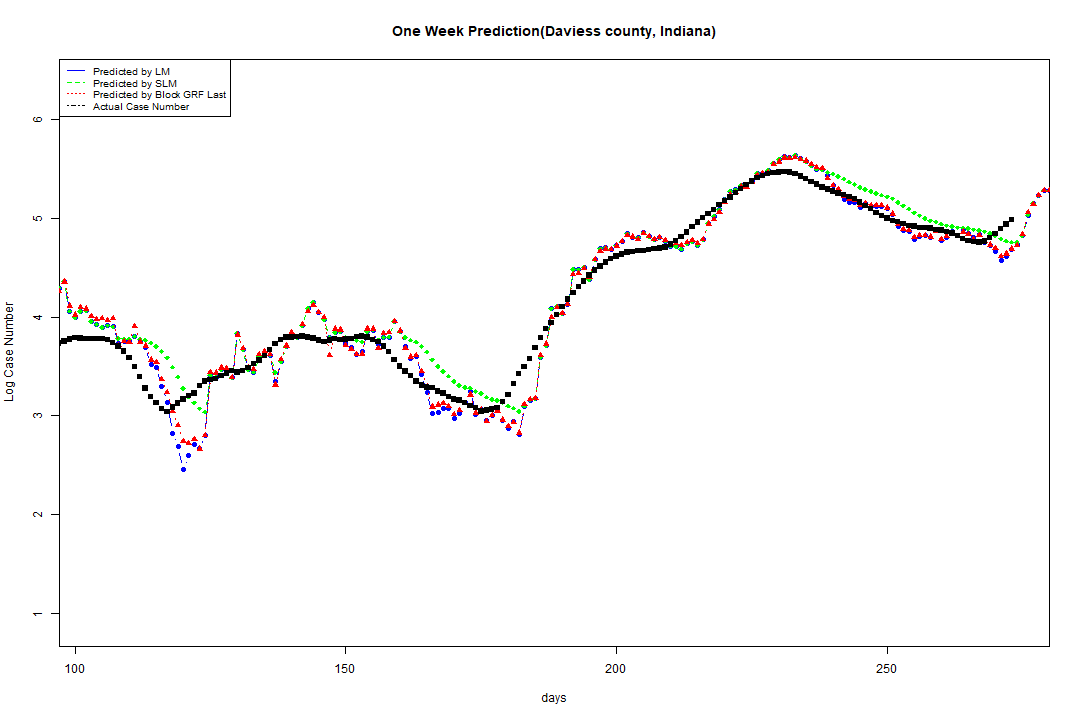 One Week Prediction(Daviess county, Indiana)
Predicted by LM
Predicted by SLM
Predicted by Block GRF Last
Actual Case Number
6
5
4
3
2
1
Log Case Number
100 150 200 250
days